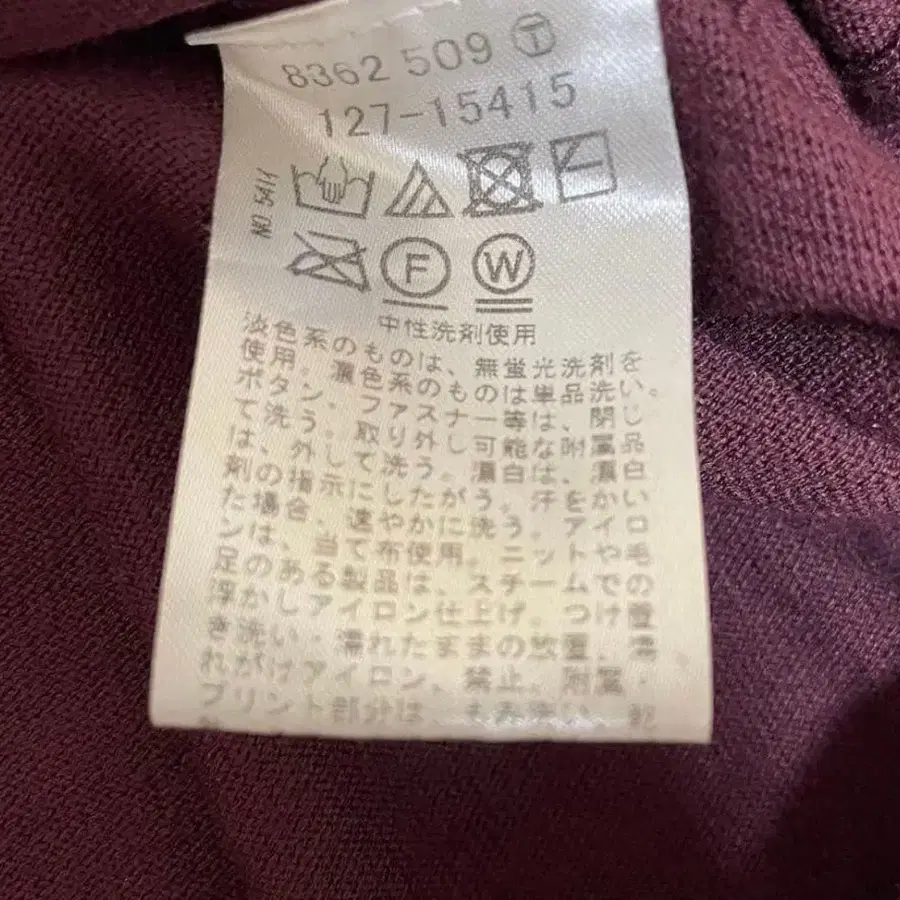 8362 509 Ⓣ
127-15415
NO 5414
F W
中性洗剤使用
淡色系のものは、無蛍光洗剤を
使用。濃色系のものは単品洗い。
ボタン、ファスナー等は、閉じ
て洗う。取り外し可能な附属品
は、外して洗う。漂白は、漂白
剤の指示にしたがう。汗をかい
た場合、速やかに洗う。アイロ
ンは、当て布使用。ニットや毛
足のある製品は、スチームでの
浮かしアイロン仕上げ。つけ置
き洗い・濡れたままの放置、
れがけアイロン、禁止。附属・
プリント部分は、もみ洗い、乾